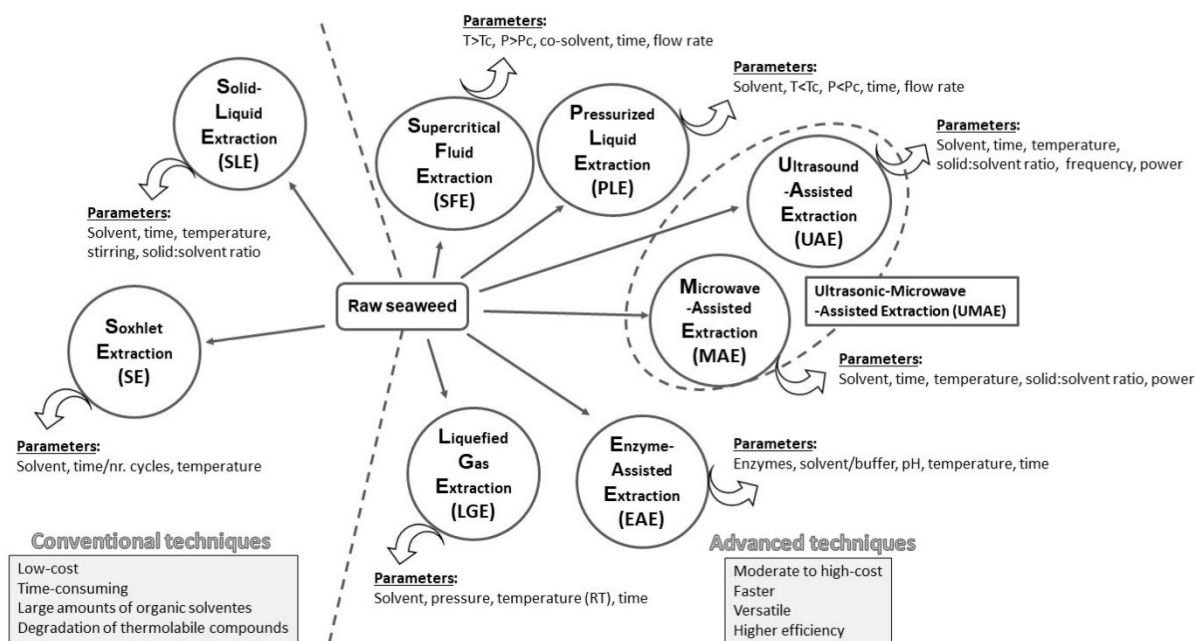 Parameters:
T>Tc, P>Pc, co-solvent, time, flow rate
Parameters:
Solvent, T<Tc, P<Pc, time, flow rate
Parameters:
Solvent, time, temperature,
solid:solvent ratio, frequency, power
Solid-
Liquid
Extraction
(SLE)
Supercritical
Fluid
Extraction
(SFE)
Pressurized
Liquid
Extraction
(PLE)
Ultrasound
-Assisted
Extraction
(UAE)
Parameters:
Solvent, time, temperature,
stirring, solid:solvent ratio
Raw seaweed
Microwave
-Assisted
Extraction
(MAE)
Ultrasonic-Microwave
-Assisted Extraction (UMAE)
Soxhlet
Extraction
(SE)
Parameters:
Solvent, time, temperature, solid:solvent ratio, power
Parameters:
Solvent, time/nr. cycles, temperature
Liquefied
Gas
Extraction
(LGE)
Enzyme-
Assisted
Extraction
(EAE)
Parameters:
Enzymes, solvent/buffer, pH, temperature, time
Parameters:
Solvent, pressure, temperature (RT), time
Conventional techniques
Low-cost
Time-consuming
Large amounts of organic solventes
Degradation of thermolabile compounds
Advanced techniques
Moderate to high-cost
Faster
Versatile
Higher efficiency